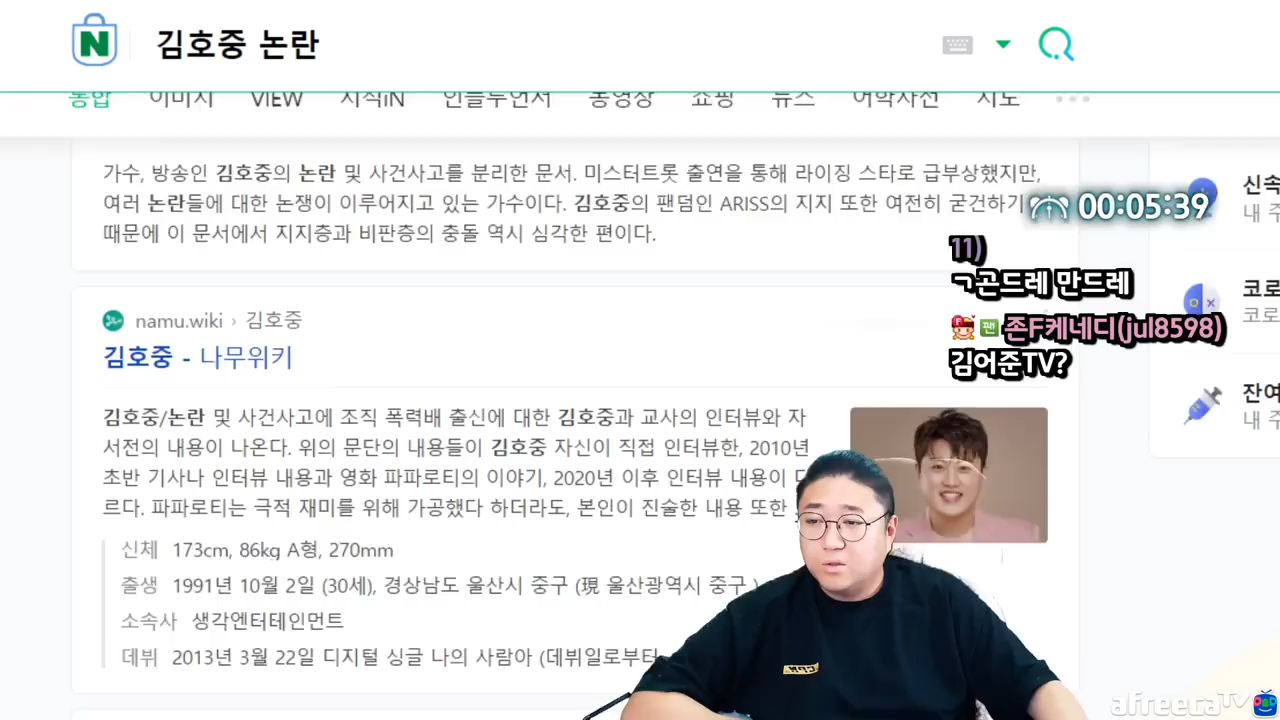 N 김호중 논란
통합 이미지 VIEW 지식iN 인플루언서 동영상 쇼핑 뉴스 어학사전 지도
가수, 방송인 김호중의 논란 및 사건사고를 분리한 문서. 미스터트롯 출연을 통해 라이징 스타로 급부상했지만,
여러 논란들에 대한 논쟁이 이루어지고 있는 가수이다. 김호중의 팬덤인 ARISS의 지지 또한 여전히 굳건하기
때문에 이 문서에서 지지층과 비판층의 충돌 역시 심각한 편이다.
신속
내 주
00:05:39
11)
ㄱ곤드레 만드레
코로
코로
팬 존F케네디(jul8598)
김어준TV?
잔여
내 주
namu.wiki › 김호중
김호중 - 나무위키
김호중/논란 및 사건사고에 조직 폭력배 출신에 대한 김호중과 교사의 인터뷰와 자
서전의 내용이 나온다. 위의 문단의 내용들이 김호중 자신이 직접 인터뷰한, 2010년
초반 기사나 인터뷰 내용과 영화 파파로티의 이야기, 2020년 이후 인터뷰 내용이
르다. 파파로티는 극적 재미를 위해 가공했다 하더라도, 본인이 진술한 내용 또한
신체 173cm, 86kg A형, 270mm
출생 1991년 10월 2일 (30세), 경상남도 울산시 중구 (現 울산광역시 중구
소속사 생각엔터테인먼트
데뷔 2013년 3월 22일 디지털 싱글 나의 사람아 (데뷔일로부터
afreecaTV